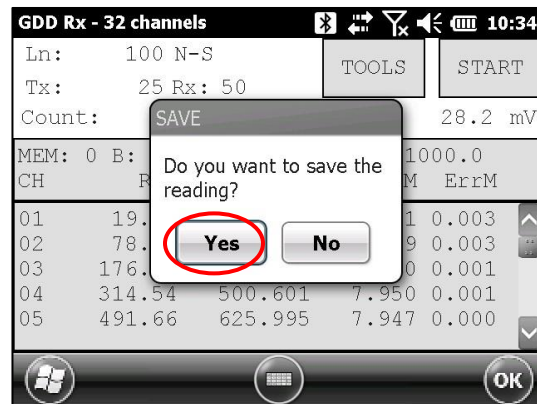 GDD Rx - 32 channels 10:34
Ln: 100 N-S
TOOLS START
Tx: 25 Rx: 50
Count: 28.2 mV
SAVE
Do you want to save the
reading?
Yes No
MEM: 0 B: 1000.0
CH R M ErrM
01 19. 1 0.003
02 78. 9 0.003
03 176. 0 0.001
04 314.54 500.601 7.950 0.001
05 491.66 625.995 7.947 0.000
OK